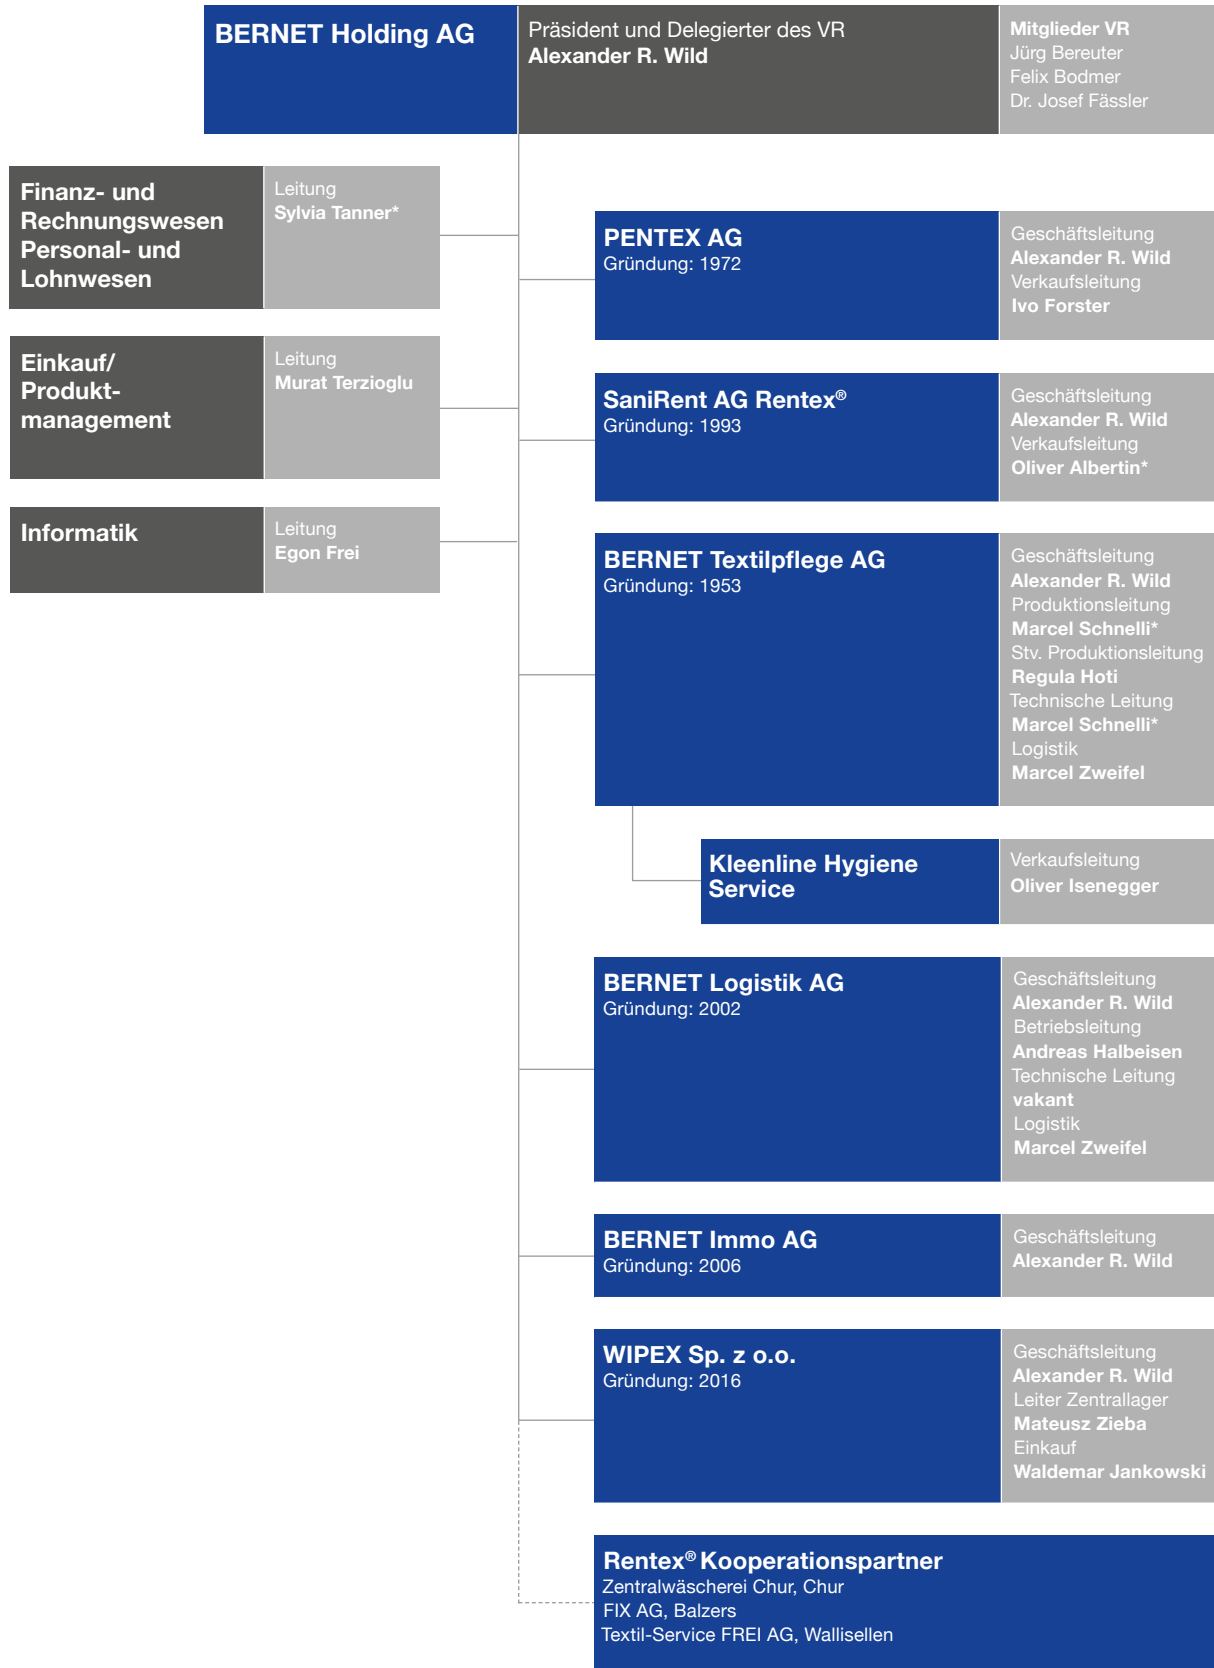 BERNET Holding AG
Präsident und Delegierter des VR
Alexander R. Wild
Mitglieder VR
Jürg Bereuter
Felix Bodmer
Dr. Josef Fässler
Finanz- und
Rechnungswesen
Personal- und
Lohnwesen
Leitung
Sylvia Tanner*
Einkauf/
Produkt-
management
Leitung
Murat Terzioglu
Informatik
Leitung
Egon Frei
PENTEX AG
Gründung: 1972
Geschäftsleitung
Alexander R. Wild
Verkaufsleitung
Ivo Forster
SaniRent AG Rentex®
Gründung: 1993
Geschäftsleitung
Alexander R. Wild
Verkaufsleitung
Oliver Albertin*
BERNET Textilpflege AG
Gründung: 1953
Geschäftsleitung
Alexander R. Wild
Produktionsleitung
Marcel Schnelli*
Stv. Produktionsleitung
Regula Hoti
Technische Leitung
Marcel Schnelli*
Logistik
Marcel Zweifel
Kleenline Hygiene
Service
Verkaufsleitung
Oliver Isenegger
BERNET Logistik AG
Gründung: 2002
Geschäftsleitung
Alexander R. Wild
Betriebsleitung
Andreas Halbeisen
Technische Leitung
vakant
Logistik
Marcel Zweifel
BERNET Immo AG
Gründung: 2006
Geschäftsleitung
Alexander R. Wild
WIPEX Sp. z o.o.
Gründung: 2016
Geschäftsleitung
Alexander R. Wild
Leiter Zentrallager
Mateusz Zieba
Einkauf
Waldemar Jankowski
Rentex® Kooperationspartner
Zentralwäscherei Chur, Chur
FIX AG, Balzers
Textil-Service FREI AG, Wallisellen